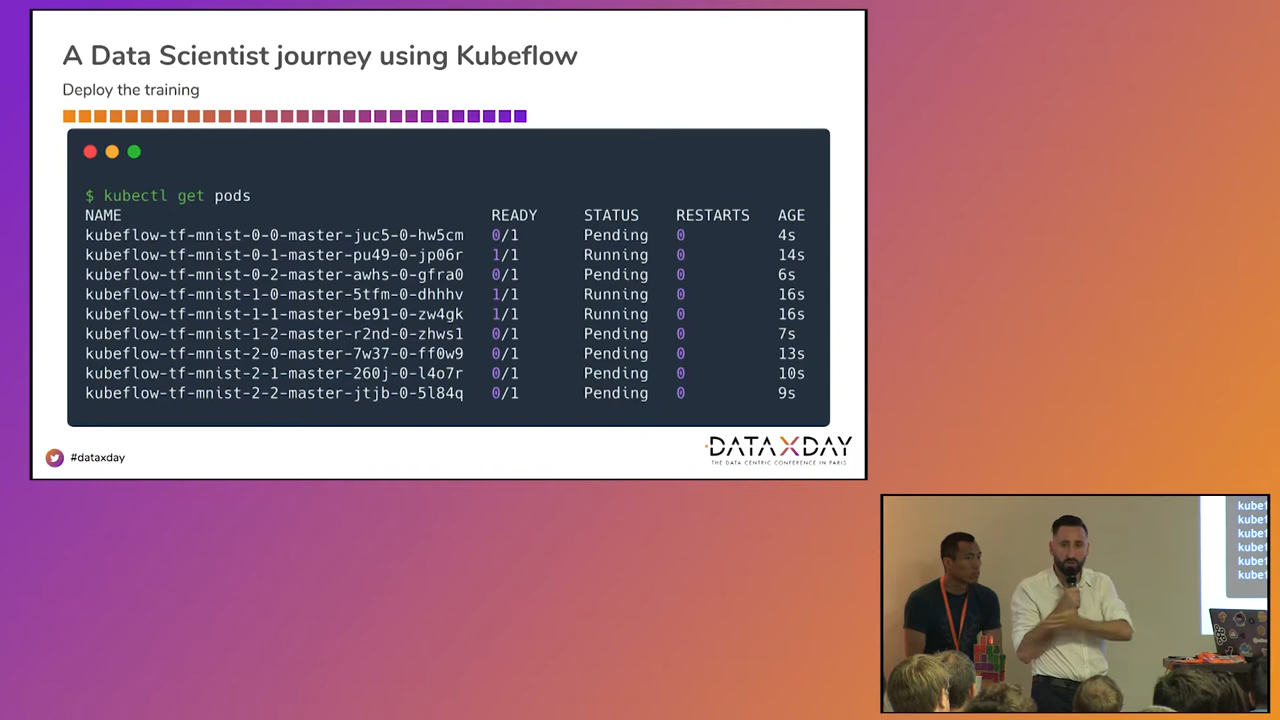 A Data Scientist journey using Kubeflow
Deploy the training
$ kubectl get pods
NAME READY STATUS RESTARTS AGE
kubeflow-tf-mnist-0-0-master-juc5-0-hw5cm 0/1 Pending 0 4s
kubeflow-tf-mnist-0-1-master-pu49-0-jp06r 1/1 Running 0 14s
kubeflow-tf-mnist-0-2-master-awhs-0-gfra0 0/1 Pending 0 6s
kubeflow-tf-mnist-1-0-master-5tfm-0-dhhhv 1/1 Running 0 16s
kubeflow-tf-mnist-1-1-master-be91-0-zw4gk 1/1 Running 0 16s
kubeflow-tf-mnist-1-2-master-r2nd-0-zhws1 0/1 Pending 0 7s
kubeflow-tf-mnist-2-0-master-7w37-0-ff0w9 0/1 Pending 0 13s
kubeflow-tf-mnist-2-1-master-260j-0-l4o7r 0/1 Pending 0 10s
kubeflow-tf-mnist-2-2-master-jtjb-0-5l84q 0/1 Pending 0 9s
#dataxday
DATAXDAY
THE DATA CENTRIC CONFERENCE IN PARIS
kubef
kubef
kubef
kubef
kubef
kubef